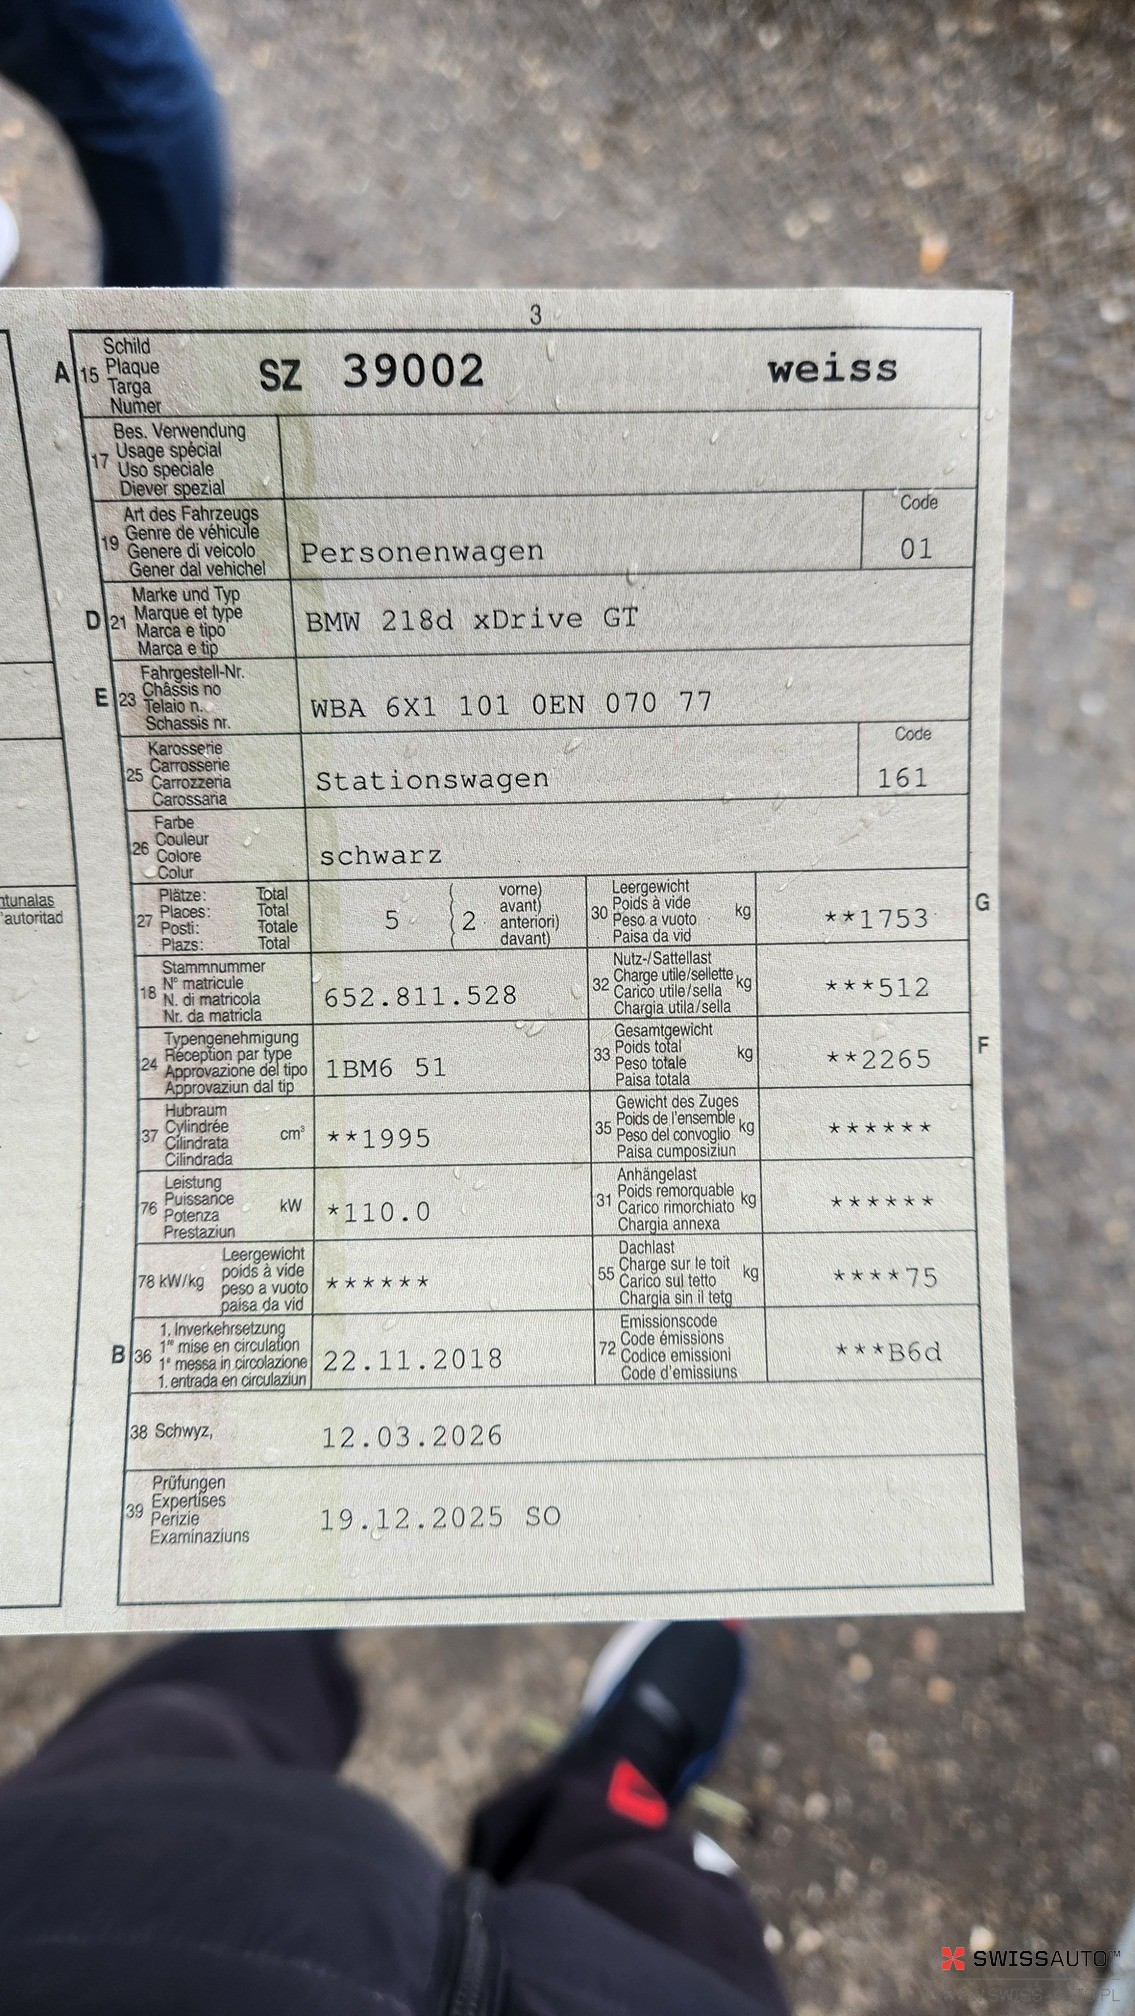 3
A 15 Schild
Plaque
Targa
Numer
SZ 39002 weiss
17 Bes. Verwendung
Usage spécial
Uso speciale
Diever spezial
19 Art des Fahrzeugs
Genre de véhicule
Genere di veicolo
Gener dal vehichel
Personenwagen
Code
01
D 21 Marke und Typ
Marque et type
Marca e tipo
Marca e tip
BMW 218d xDrive GT
E 23 Fahrgestell-Nr.
Châssis no
Telaio n.
Schassis nr.
WBA 6X1 101 0EN 070 77
25 Karosserie
Carrosserie
Carrozzeria
Carossaria
Stationswagen
Code
161
26 Farbe
Couleur
Colore
Colur
schwarz
ntunalas
'autoritad
27 Plätze: Total
Places: Total
Posti: Totale
Plazs: Total
5 ( 2 vorne)
avant)
anteriori)
davant)
30 Leergewicht
Poids à vide
Peso a vuoto kg
Paisa da vid
**1753
G
18 Stammnummer
N° matricule
N. di matricola
Nr. da matricla
652.811.528
32 Nutz-/Sattellast
Charge utile/sellette kg
Carico utile/sella
Chargia utila/sella
***512
24 Typengenehmigung
Réception par type
Approvazione del tipo
Approvaziun dal tip
1BM6 51
33 Gesamtgewicht
Poids total kg
Peso totale
Paisa totala
**2265
F
37 Hubraum
Cylindrée cm³
Cilindrata
Cilindrada
**1995
35 Gewicht des Zuges
Poids de l'ensemble kg
Peso del convoglio
Paisa cumposiziun
******
76 Leistung
Puissance kW
Potenza
Prestaziun
*110.0
31 Anhängelast
Poids remorquable kg
Carico rimorchiato
Chargia annexa
******
78 kW/kg Leergewicht
poids à vide
peso a vuoto
paisa da vid
******
55 Dachlast
Charge sur le toit kg
Carico sul tetto
Chargia sin il tetg
****75
B 36 1. Inverkehrsetzung
1re mise en circulation
1a messa in circolazione
1. entrada en circulaziun
22.11.2018
72 Emissionscode
Code émissions
Codice emissioni
Code d'emissiuns
***B6d
38 Schwyz, 12.03.2026
39 Prüfungen
Expertises
Perizie
Examinaziuns
19.12.2025 SO
SWISSAUTO™
WWW.SWISSAUTO.PL